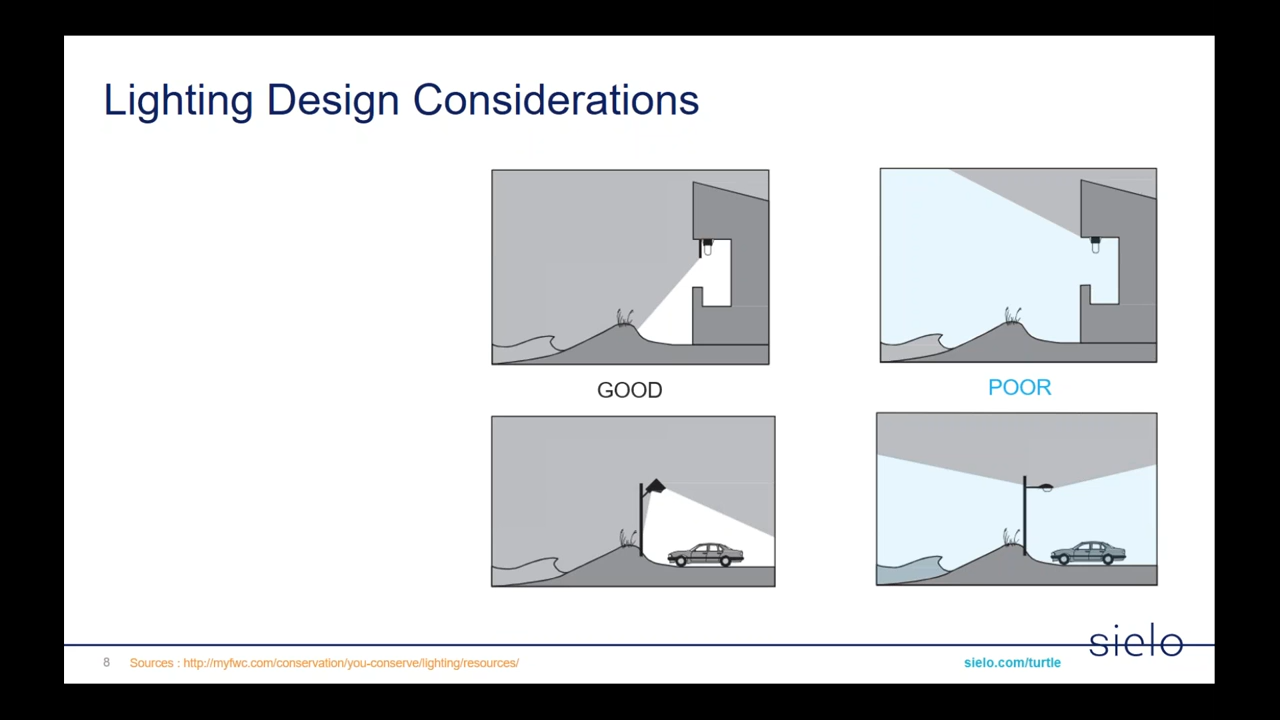 Lighting Design Considerations
GOOD
POOR
8
Sources : http://myfwc.com/conservation/you-conserve/lighting/resources/
sielo.com/turtle
sielo